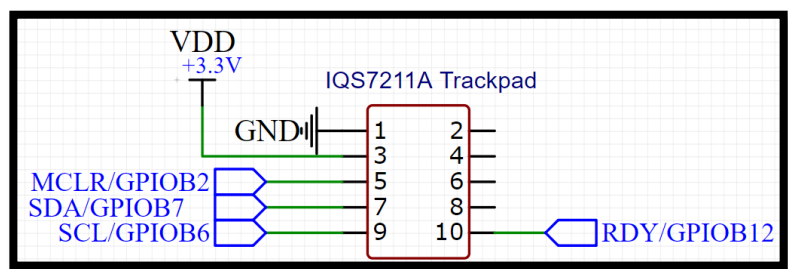 VDD
+3.3V
IQS7211A Trackpad
GND 1 2
3 4
MCLR/GPIOB2 5 6
SDA/GPIOB7 7 8
SCL/GPIOB6 9 10 RDY/GPIOB12